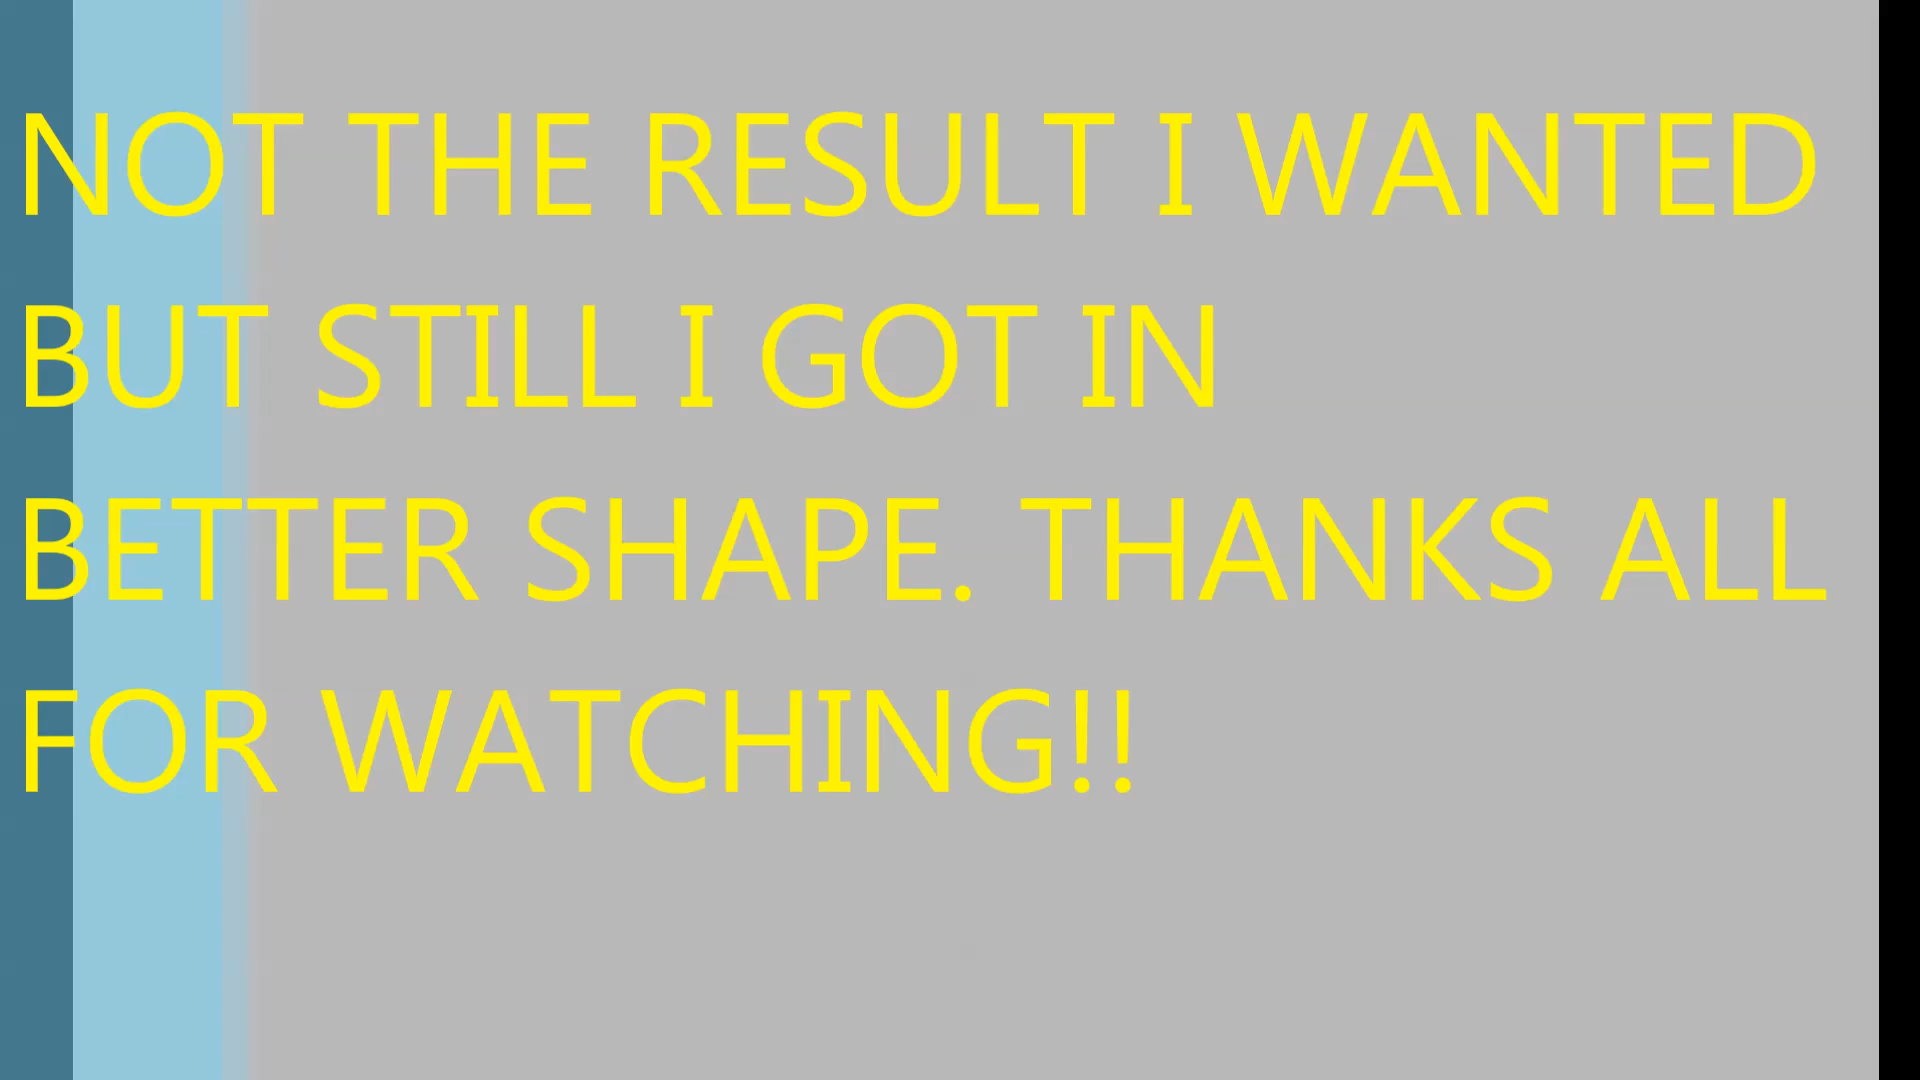 NOT THE RESULT I WANTED
BUT STILL I GOT IN
BETTER SHAPE. THANKS ALL
FOR WATCHING!!